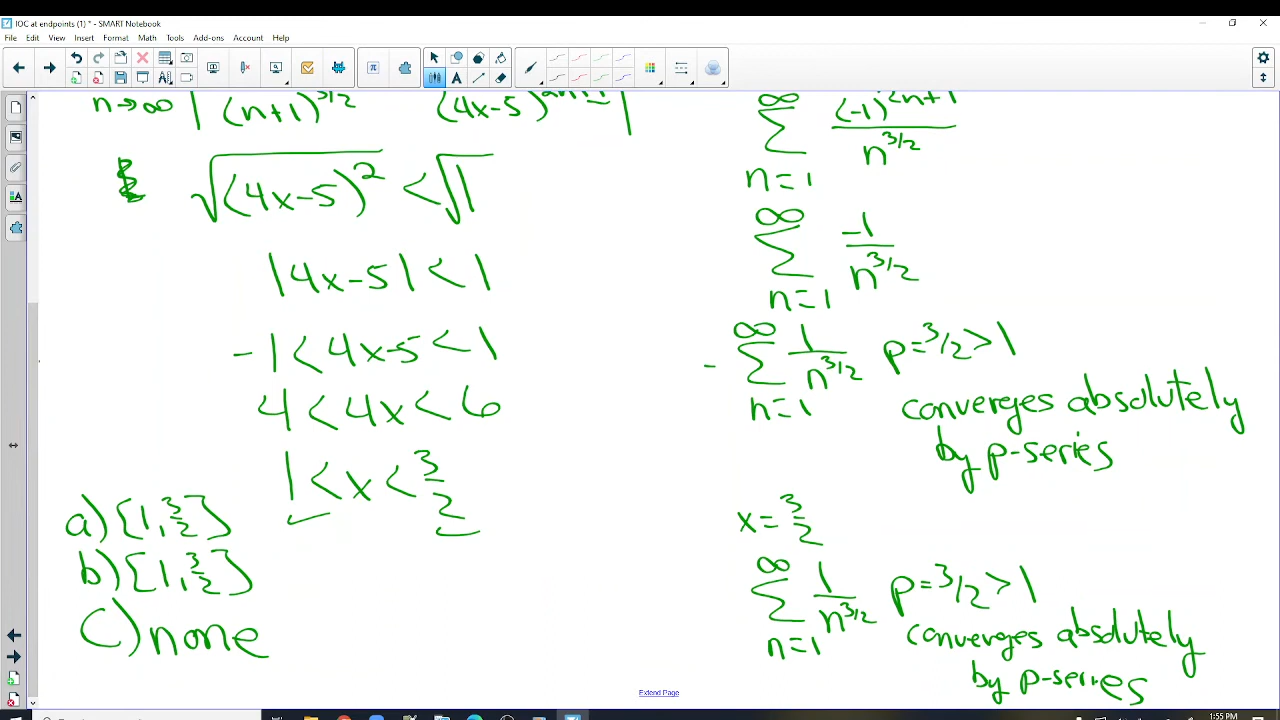 IOC at endpoints (1) * - SMART Notebook
File Edit View Insert Format Math Tools Add-ons Account Help
n→∞ | (n+1)^3/2 (4x-5) |
√(4x-5)^2 < √1
|4x-5| < 1
-1 < 4x-5 < 1
4 < 4x < 6
1 < x < 3/2
a) [1, 3/2]
b) [1, 3/2]
c) none
∞ Σ n=1 (-1)^2n+1 / n^3/2
∞ Σ n=1 -1 / n^3/2
- ∞ Σ n=1 1 / n^3/2 p = 3/2 > 1
converges absolutely
by p-series
x = 3/2
∞ Σ n=1 1 / n^3/2 p = 3/2 > 1
converges absolutely
by p-series
Extend Page
1:55 PM